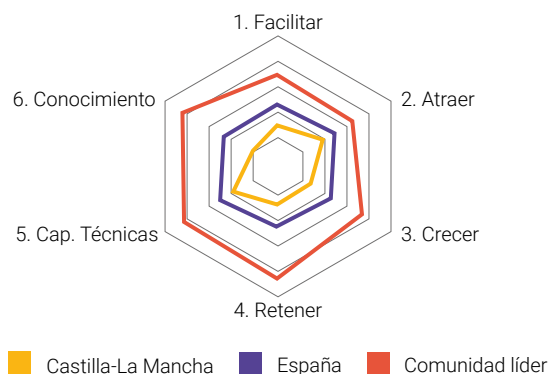 1. Facilitar
6. Conocimiento
2. Atraer
5. Cap. Técnicas
3. Crecer
4. Retener
Castilla-La Mancha
España
Comunidad líder